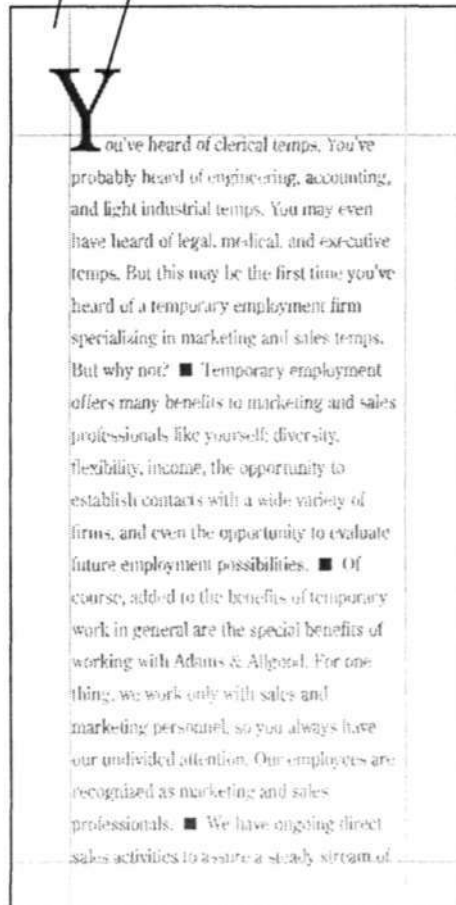 You've heard of clerical temps. You've
probably heard of engineering, accounting,
and light industrial temps. You may even
have heard of legal, medical, and executive
temps. But this may be the first time you've
heard of a temporary employment firm
specializing in marketing and sales temps.
But why not? ■ Temporary employment
offers many benefits to marketing and sales
professionals like yourself: diversity,
flexibility, income, the opportunity to
establish contacts with a wide variety of
firms, and even the opportunity to evaluate
future employment possibilities. ■ Of
course, added to the benefits of temporary
work in general are the special benefits of
working with Adams & Allgood. For one
thing, we work only with sales and
marketing personnel, so you always have
our undivided attention. Our employees are
recognized as marketing and sales
professionals. ■ We have ongoing direct
sales activities to assure a steady stream of